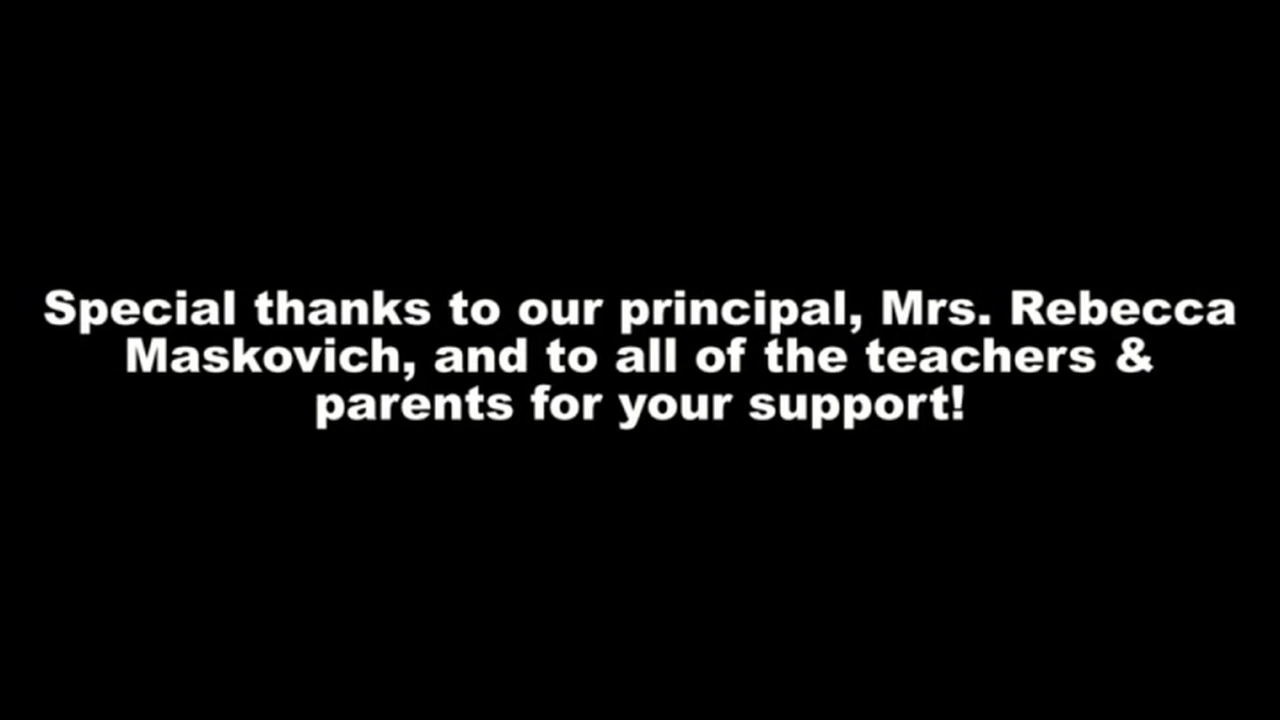 Special thanks to our principal, Mrs. Rebecca
Maskovich, and to all of the teachers &
parents for your support!